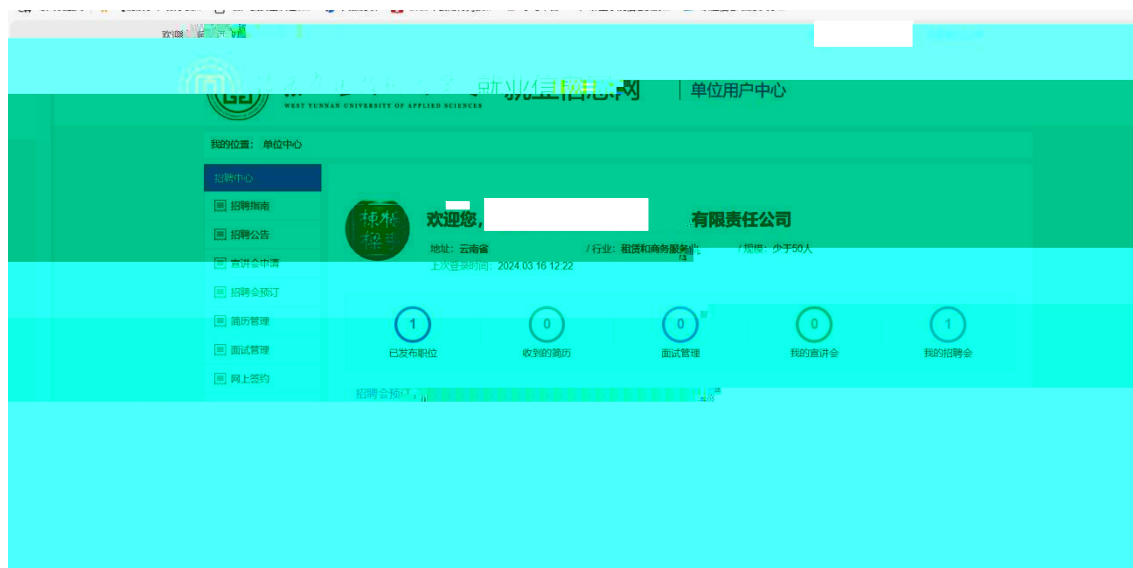 就业信息网
单位用户中心
WEST YUNNAN UNIVERSITY OF APPLIED SCIENCES
我的位置： 单位中心
招聘中心
招聘指南
招聘公告
宣讲会申请
招聘会预订
简历管理
面试管理
网上签约
欢迎您,
有限责任公司
地址：云南省 / 行业：租赁和商务服务业 / 规模：少于50人
上次登录时间：2024.03.16 12:22
1 0 0 0 1
已发布职位 收到的简历 面试管理 我的宣讲会 我的招聘会
招聘会预订